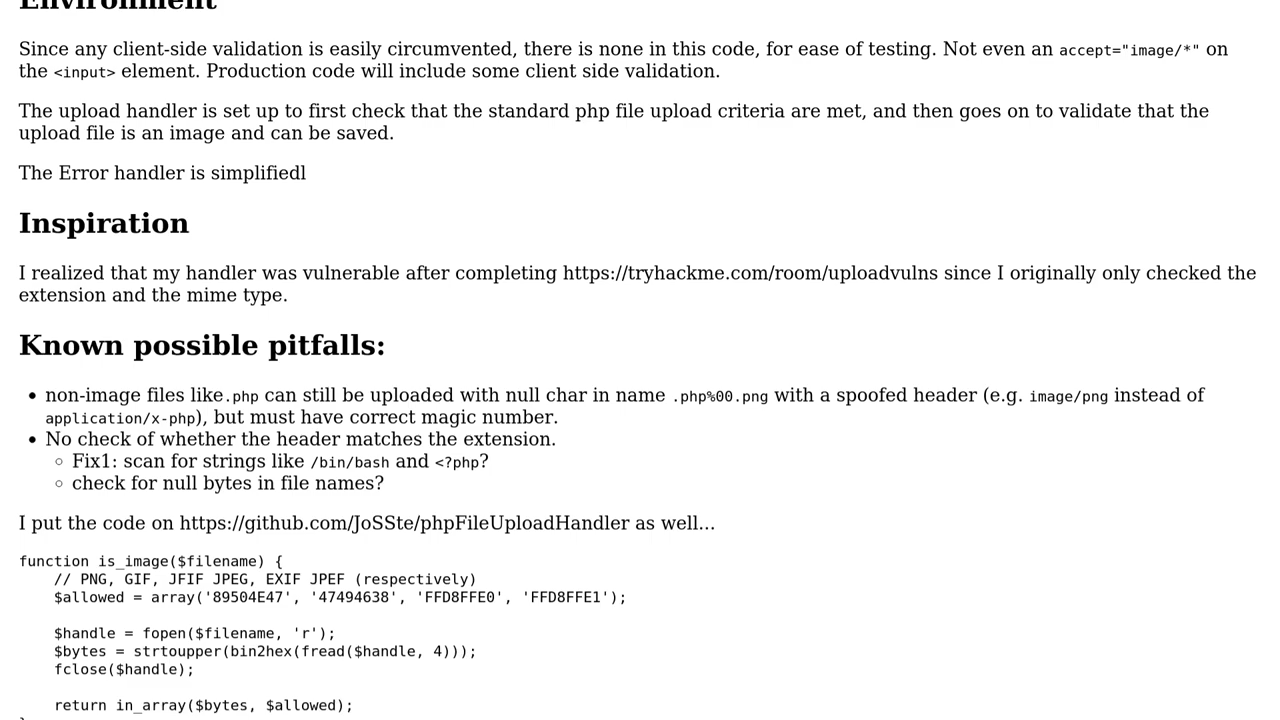 Environment
Since any client-side validation is easily circumvented, there is none in this code, for ease of testing. Not even an accept="image/*" on
the <input> element. Production code will include some client side validation.
The upload handler is set up to first check that the standard php file upload criteria are met, and then goes on to validate that the
upload file is an image and can be saved.
The Error handler is simplifiedl
Inspiration
I realized that my handler was vulnerable after completing https://tryhackme.com/room/uploadvulns since I originally only checked the
extension and the mime type.
Known possible pitfalls:
• non-image files like .php can still be uploaded with null char in name .php%00.png with a spoofed header (e.g. image/png instead of
application/x-php), but must have correct magic number.
• No check of whether the header matches the extension.
◦ Fix1: scan for strings like /bin/bash and <?php?
◦ check for null bytes in file names?
I put the code on https://github.com/JoSSte/phpFileUploadHandler as well...
function is_image($filename) {
    // PNG, GIF, JFIF JPEG, EXIF JPEF (respectively)
    $allowed = array('89504E47', '47494638', 'FFD8FFE0', 'FFD8FFE1');
    $handle = fopen($filename, 'r');
    $bytes = strtoupper(bin2hex(fread($handle, 4)));
    fclose($handle);
    return in_array($bytes, $allowed);